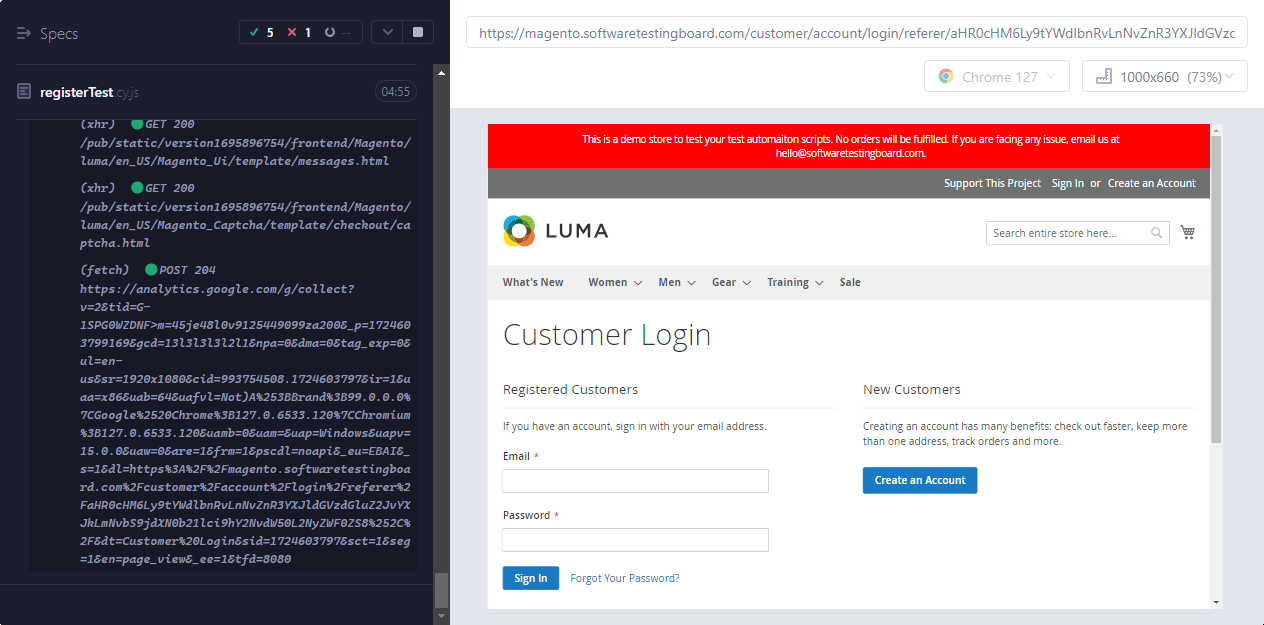 Specs
5
1
--
registerTest.cy.js
04:55
(xhr) GET 200
/pub/static/version1695896754/frontend/Magento/
luma/en_US/Magento_Ui/template/messages.html
(xhr) GET 200
/pub/static/version1695896754/frontend/Magento/
luma/en_US/Magento_Captcha/template/checkout/ca
ptcha.html
(fetch) POST 204
https://analytics.google.com/g/collect?
v=2&tid=G-
1SPG0WZDNF>m=45je48l0v9125449099za200&_p=172460
3799169&gcd=13l3l3l3l2l1&npa=0&dma=0&tag_exp=0&
ul=en-
us&sr=1920x1080&cid=993754508.1724603797&ir=1&u
aa=x86&uab=64&uafvl=Not)A%253BBrand%3B99.0.0.0%
7CGoogle%2520Chrome%3B127.0.6533.120%7CChromium
%3B127.0.6533.120&uamb=0&uam=&uap=Windows&uapv=
15.0.0&uaw=0&are=1&frm=1&pscdl=noapi&_eu=EBAI&_
s=1&dl=https%3A%2F%2Fmagento.softwaretestingboa
rd.com%2Fcustomer%2Faccount%2Flogin%2Freferer%2
FaHR0cHM6Ly9tYWdlbnRvLnNvZnR3YXJldGVzdGluZ2JvYX
JkLmNvbS9jdXN0b21lci9hY2NvdW50L2NyZWF0ZS8%252C%
2F&dt=Customer%20Login&sid=1724603797&sct=1&seg
=1&en=page_view&_ee=1&tfd=8080
https://magento.softwaretestingboard.com/customer/account/login/referer/aHR0cHM6Ly9tYWdlbnRvLnNvZnR3YXJldGVzc
Chrome 127
1000x660 (73%)
This is a demo store to test your test automaiton scripts. No orders will be fulfilled. If you are facing any issue, email us at
hello@softwaretestingboard.com.
Support This Project Sign In or Create an Account
LUMA
Search entire store here...
What's New Women Men Gear Training Sale
Customer Login
Registered Customers
If you have an account, sign in with your email address.
Email *
Password *
Sign In Forgot Your Password?
New Customers
Creating an account has many benefits: check out faster, keep more
than one address, track orders and more.
Create an Account